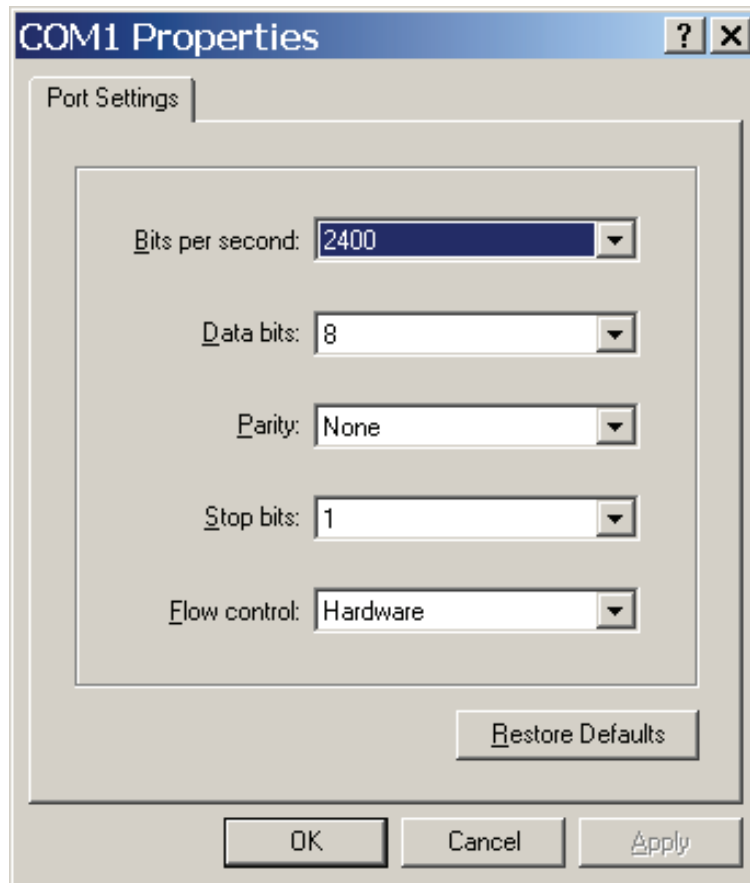 COM1 Properties
Port Settings
Bits per second: 2400
Data bits: 8
Parity: None
Stop bits: 1
Flow control: Hardware
Restore Defaults
OK Cancel Apply